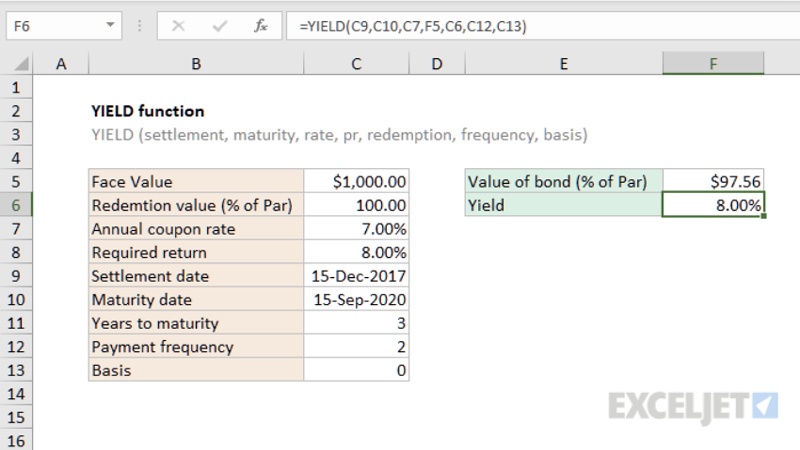 F6 =YIELD(C9,C10,C7,F5,C6,C12,C13)
A B C D E F
1
2 YIELD function
3 YIELD (settlement, maturity, rate, pr, redemption, frequency, basis)
4
5 Face Value $1,000.00 Value of bond (% of Par) $97.56
6 Redemtion value (% of Par) 100.00 Yield 8.00%
7 Annual coupon rate 7.00%
8 Required return 8.00%
9 Settlement date 15-Dec-2017
10 Maturity date 15-Sep-2020
11 Years to maturity 3
12 Payment frequency 2
13 Basis 0
14
15 EXCELJET
16